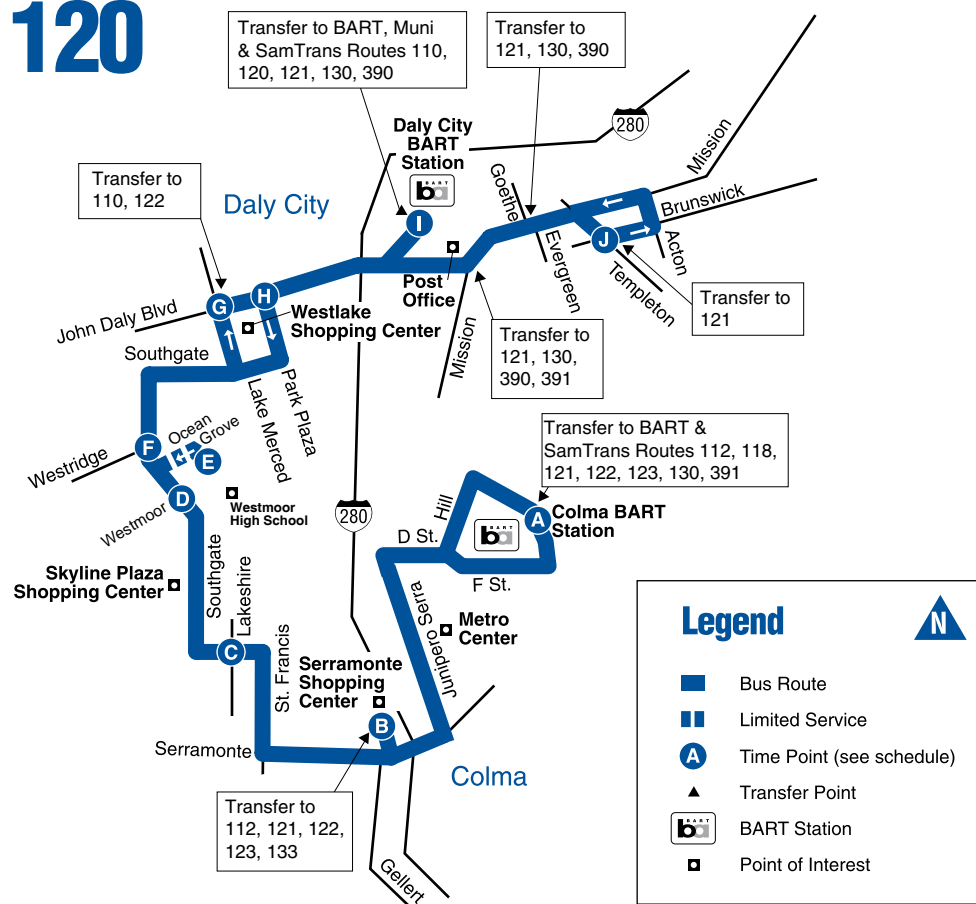 120
Transfer to BART, Muni
& SamTrans Routes 110,
120, 121, 130, 390
Transfer to
121, 130, 390
280
Daly City
BART
Station
BART
ba
Mission
Transfer to
110, 122
Daly City
Goethe
Brunswick
I
J
Evergreen
Acton
Templeton
Post
Office
Transfer to
121
G
H
John Daly Blvd
Westlake
Shopping Center
Southgate
Mission
Transfer to
121, 130,
390, 391
Lake Merced
Park Plaza
Ocean
Grove
F
E
Westridge
D
Westmoor
Westmoor
High School
Transfer to BART &
SamTrans Routes 112, 118,
121, 122, 123, 130, 391
280
Hill
BART
ba
A
Colma BART
Station
D St.
F St.
Skyline Plaza
Shopping Center
Southgate
Lakeshire
C
St. Francis
Junipero Serra
Metro
Center
Serramonte
Shopping
Center
B
Serramonte
Colma
Transfer to
112, 121, 122,
123, 133
Gellert
Legend
N
Bus Route
Limited Service
A
Time Point (see schedule)
Transfer Point
BART
ba
BART Station
Point of Interest